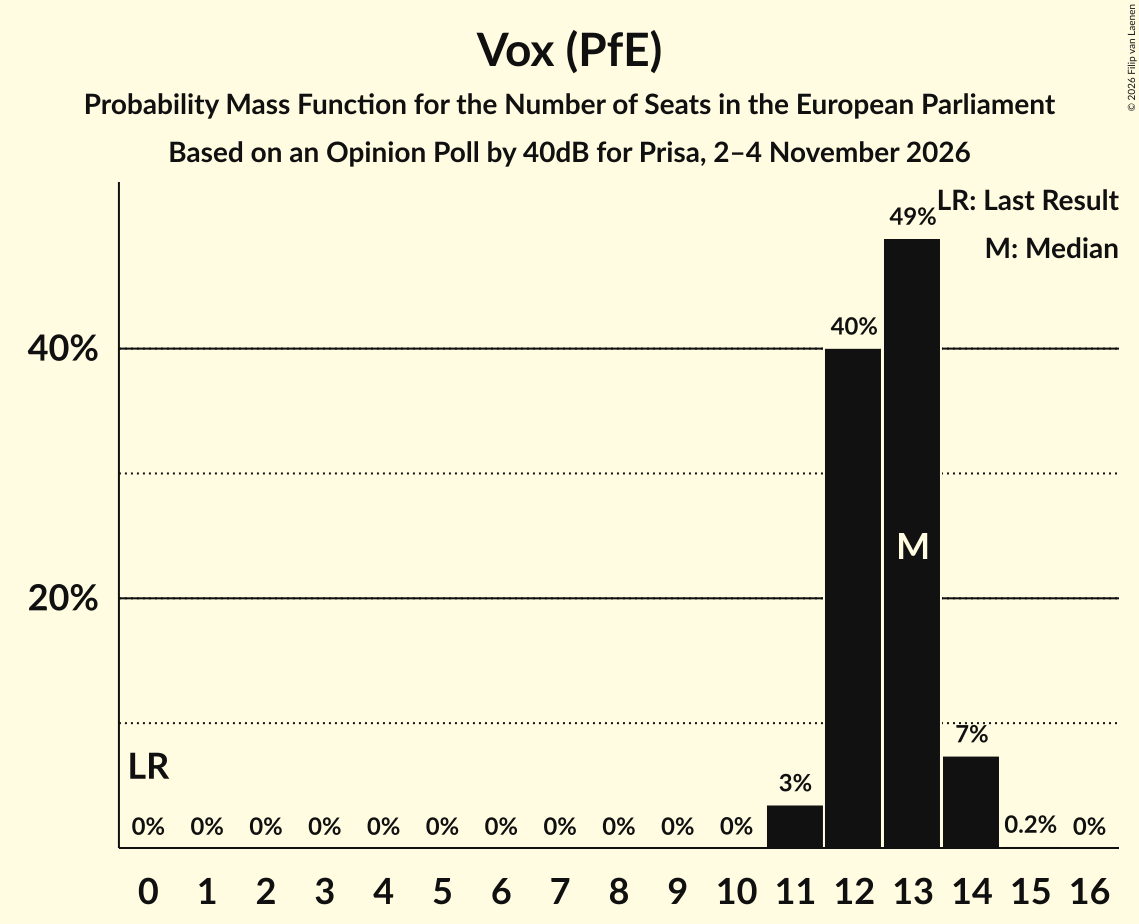 Vox (PfE)
Probability Mass Function for the Number of Seats in the European Parliament
Based on an Opinion Poll by 40dB for Prisa, 2–4 November 2026
© 2026 Filip van Laenen
LR: Last Result
M: Median
49%
40%
40%
M
20%
7%
LR
3%
0% 0% 0% 0% 0% 0% 0% 0% 0% 0% 0% 0.2% 0%
0 1 2 3 4 5 6 7 8 9 10 11 12 13 14 15 16